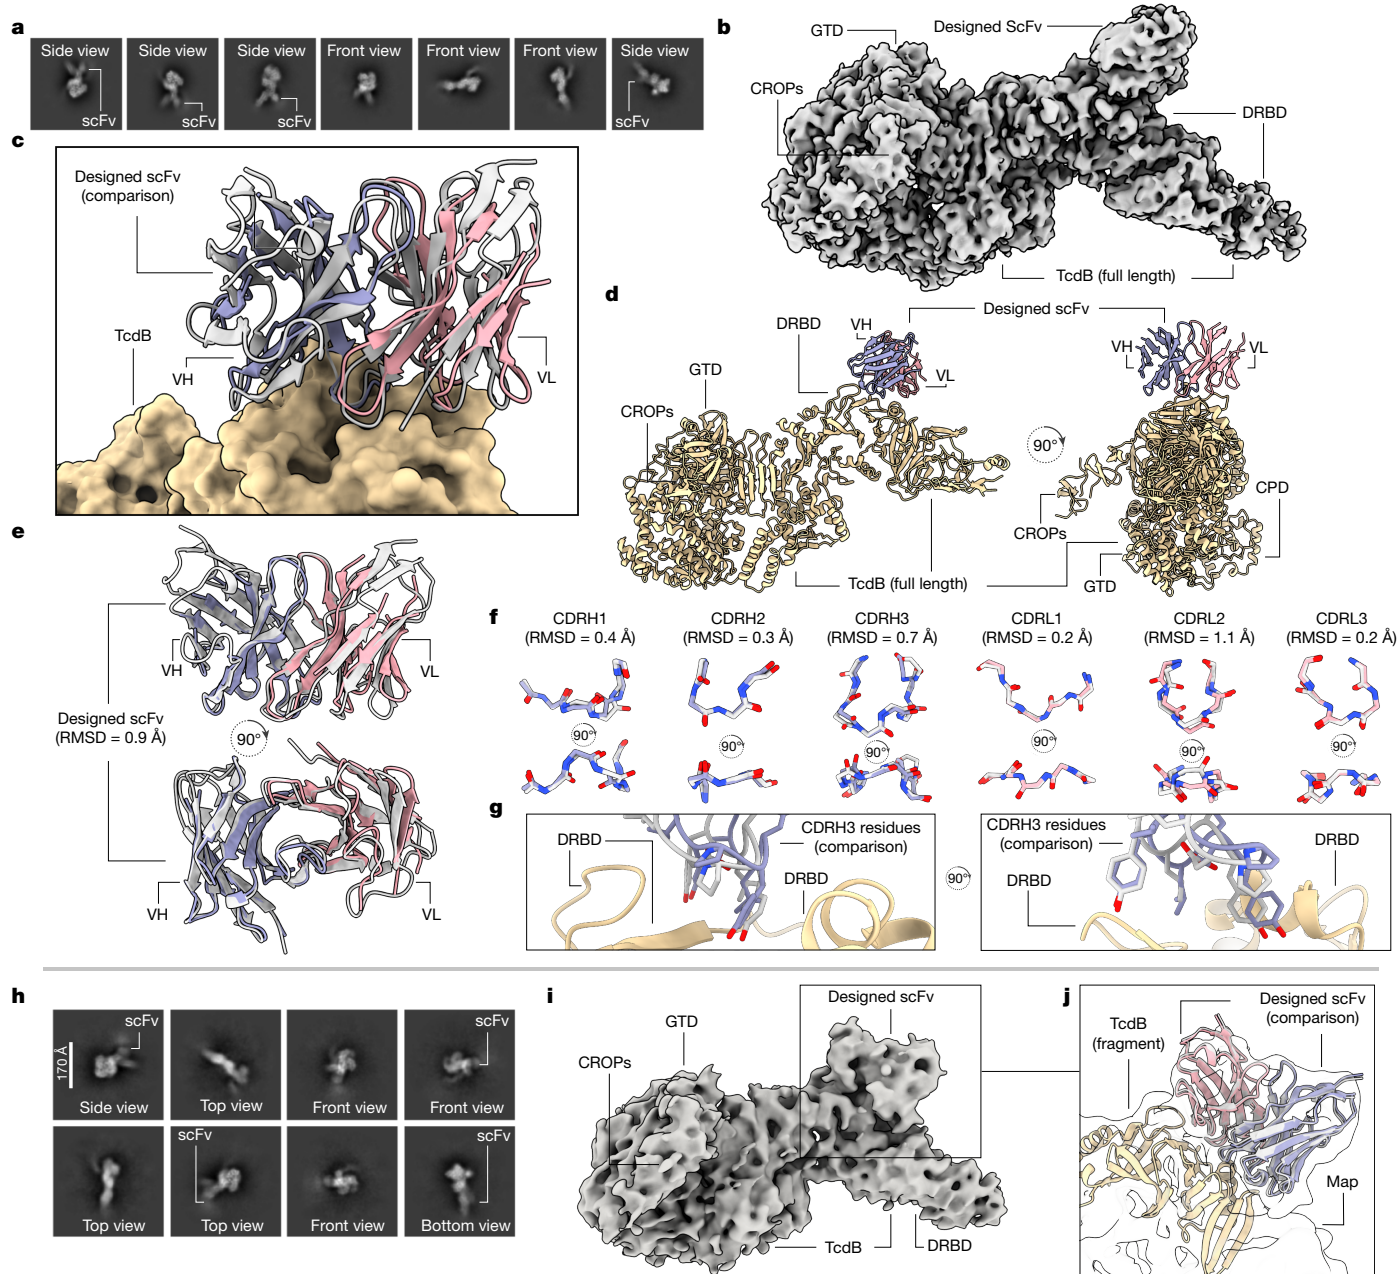 a
Side view
scFv
Side view
scFv
Side view
scFv
Front view
Front view
Front view
Side view
scFv
b
GTD
Designed ScFv
CROPs
DRBD
TcdB (full length)
c
Designed scFv
(comparison)
TcdB
VH
VL
d
Designed scFv
DRBD
VH
VL
GTD
CROPs
TcdB (full length)
90°
VH
VL
CROPs
GTD
CPD
e
VH
VL
Designed scFv
(RMSD = 0.9 Å)
90°
VH
VL
f
CDRH1
(RMSD = 0.4 Å)
90°
CDRH2
(RMSD = 0.3 Å)
90°
CDRH3
(RMSD = 0.7 Å)
90°
CDRL1
(RMSD = 0.2 Å)
90°
CDRL2
(RMSD = 1.1 Å)
90°
CDRL3
(RMSD = 0.2 Å)
90°
g
DRBD
CDRH3 residues
(comparison)
DRBD
90°
CDRH3 residues
(comparison)
DRBD
DRBD
h
170 Å
scFv
Side view
Top view
Front view
scFv
Front view
Top view
scFv
Top view
Front view
scFv
Bottom view
i
Designed scFv
GTD
CROPs
TcdB
DRBD
j
Designed scFv
(comparison)
TcdB
(fragment)
Map